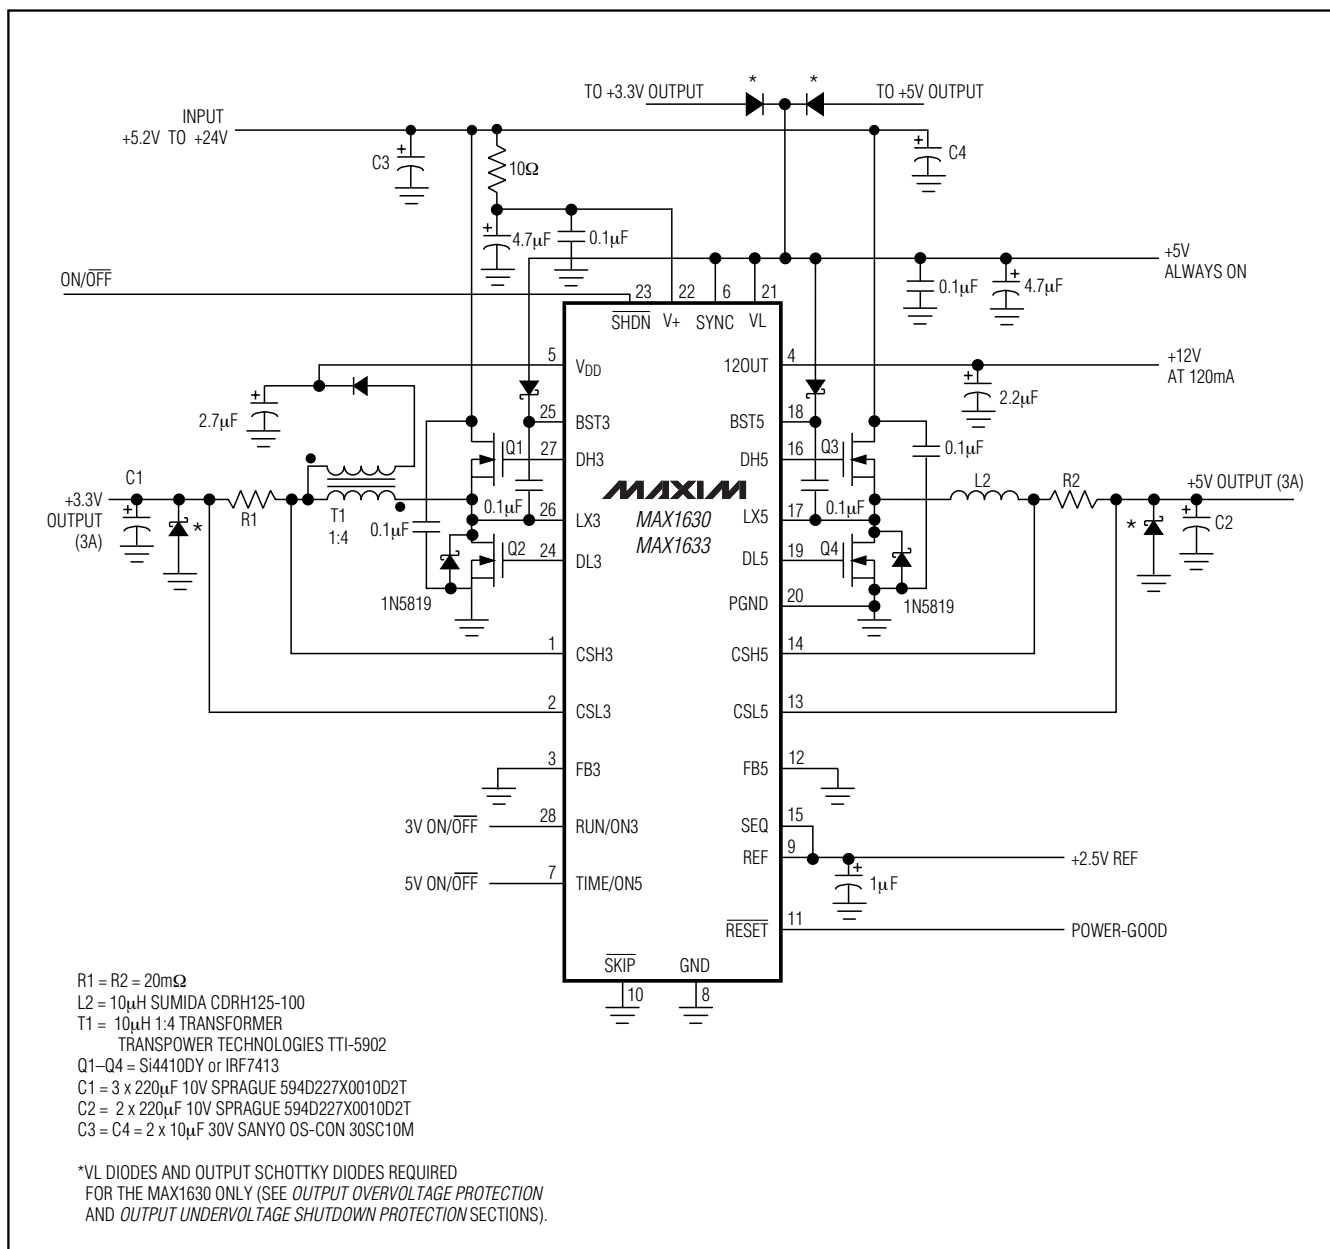 TO +3.3V OUTPUT
*
*
TO +5V OUTPUT
INPUT
+5.2V TO +24V
+
C3
10Ω
+
C4
+
4.7µF
0.1µF
ON/OFF
+5V
ALWAYS ON
0.1µF
+
4.7µF
23
22
6
21
SHDN
V+
SYNC
VL
5
VDD
12OUT
4
+12V
AT 120mA
+
2.7µF
+
2.2µF
25
BST3
BST5
18
Q1
27
DH3
DH5
16
Q3
0.1µF
C1
+3.3V
OUTPUT
(3A)
+
*
R1
T1
1:4
0.1µF
0.1µF
26
LX3
MAXIM
MAX1630
MAX1633
LX5
17
0.1µF
L2
R2
+5V OUTPUT (3A)
*
+
C2
Q2
24
DL3
DL5
19
Q4
1N5819
PGND
20
1N5819
1
CSH3
CSH5
14
2
CSL3
CSL5
13
3
FB3
FB5
12
3V ON/OFF
28
RUN/ON3
SEQ
15
REF
9
+2.5V REF
+
1µF
5V ON/OFF
7
TIME/ON5
RESET
11
POWER-GOOD
SKIP
GND
10
8
R1 = R2 = 20mΩ
L2 = 10µH SUMIDA CDRH125-100
T1 = 10µH 1:4 TRANSFORMER
TRANSPOWER TECHNOLOGIES TTI-5902
Q1–Q4 = Si4410DY or IRF7413
C1 = 3 x 220µF 10V SPRAGUE 594D227X0010D2T
C2 = 2 x 220µF 10V SPRAGUE 594D227X0010D2T
C3 = C4 = 2 x 10µF 30V SANYO OS-CON 30SC10M
*VL DIODES AND OUTPUT SCHOTTKY DIODES REQUIRED
FOR THE MAX1630 ONLY (SEE OUTPUT OVERVOLTAGE PROTECTION
AND OUTPUT UNDERVOLTAGE SHUTDOWN PROTECTION SECTIONS).